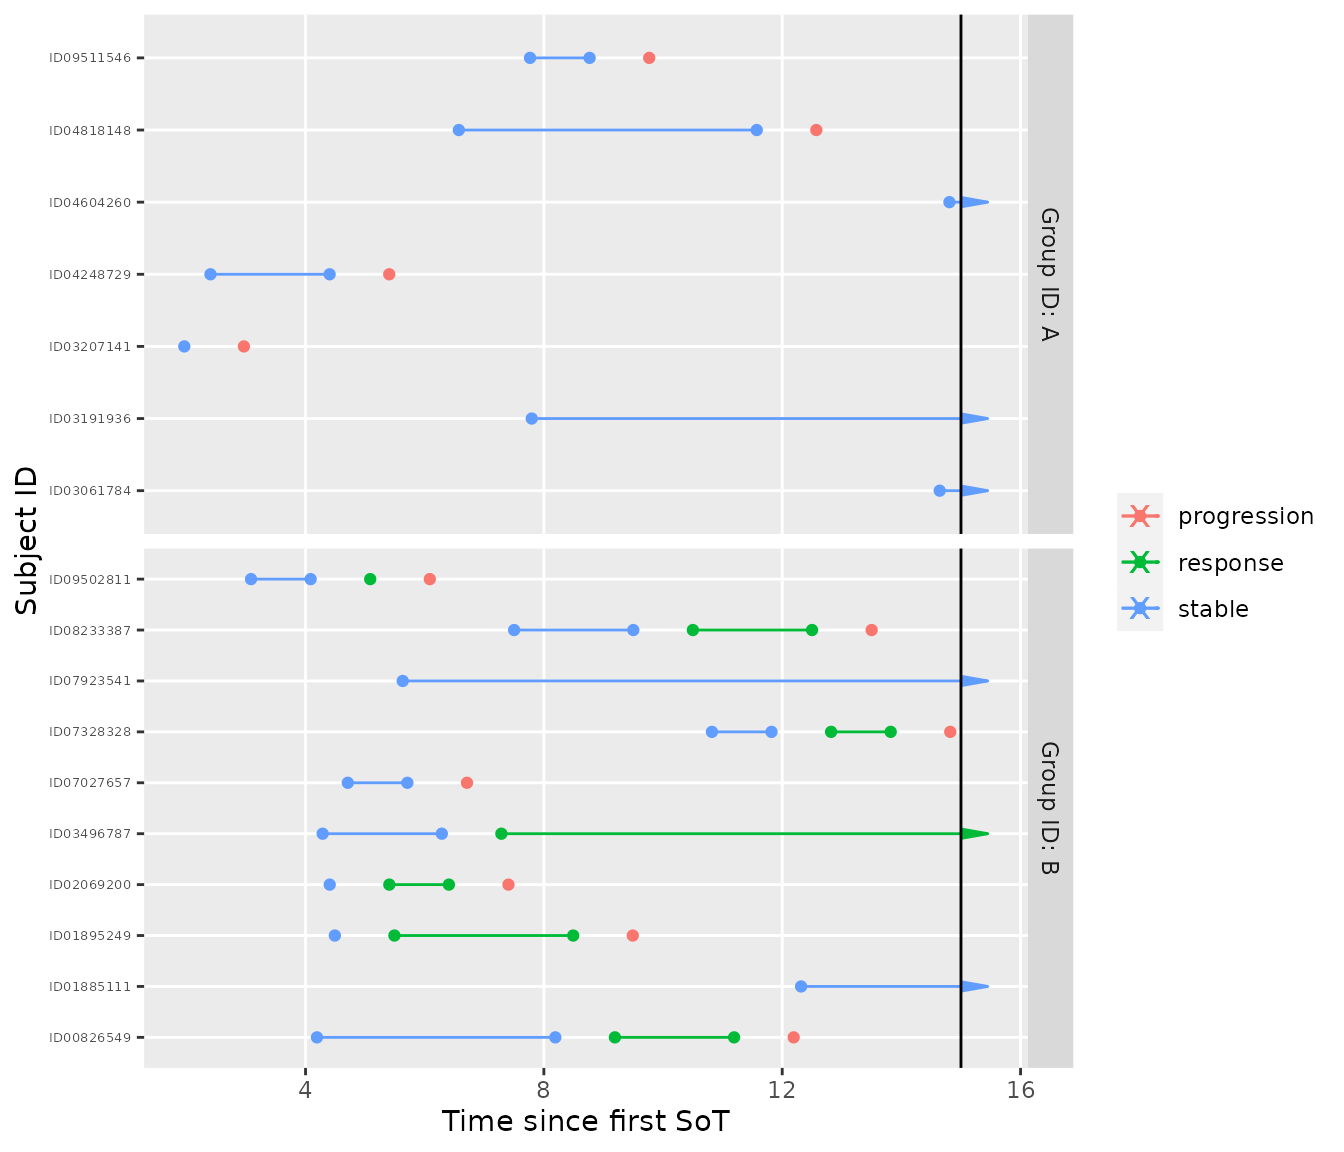 ID09511546
ID04818148
ID04604260
ID04248729
ID03207141
ID03191936
ID03061784
Group ID: A
ID09502811
ID08233387
ID07923541
ID07328328
ID07027657
ID03496787
ID02069200
ID01895249
ID01885111
ID00826549
Group ID: B
Subject ID
4 8 12 16
Time since first SoT
progression
response
stable